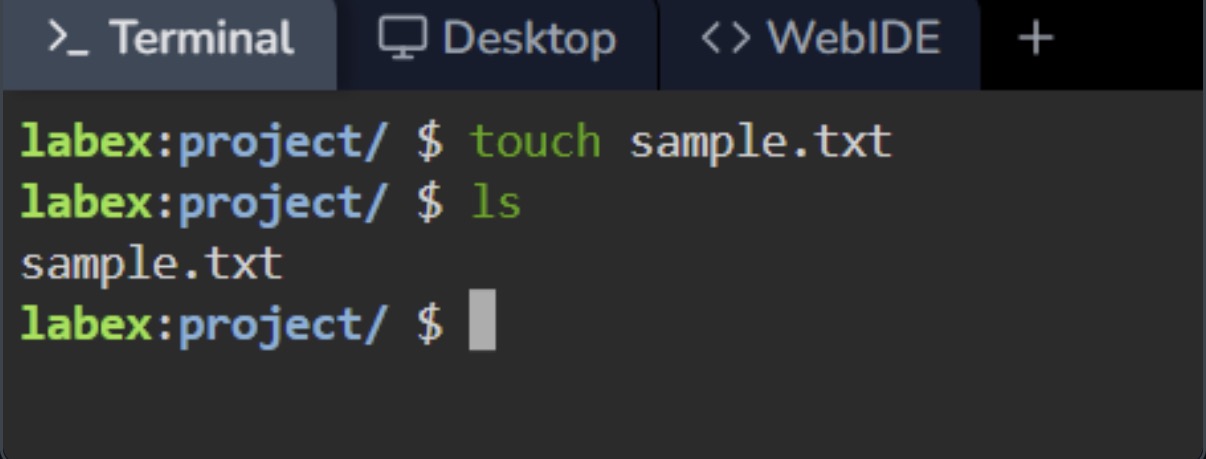 >_ Terminal Desktop <> WebIDE +
labex:project/ $ touch sample.txt
labex:project/ $ ls
sample.txt
labex:project/ $